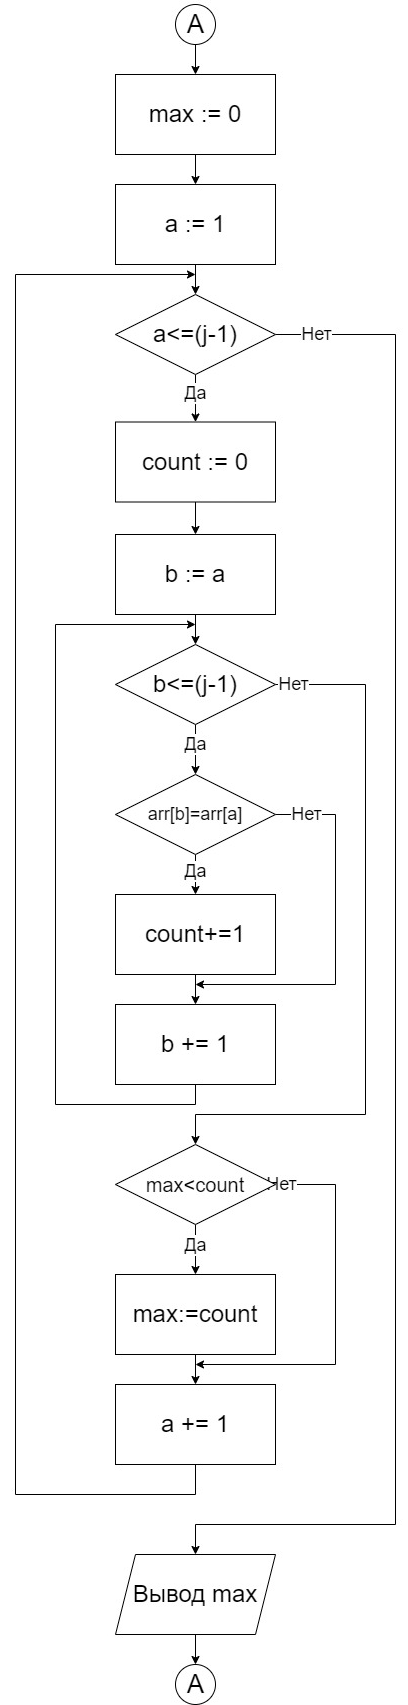 A
max := 0
a := 1
a<=(j-1)
Нет
Да
count := 0
b := a
b<=(j-1)
Нет
Да
arr[b]=arr[a]
Нет
Да
count+=1
b += 1
max<count
Нет
Да
max:=count
a += 1
Вывод max
A